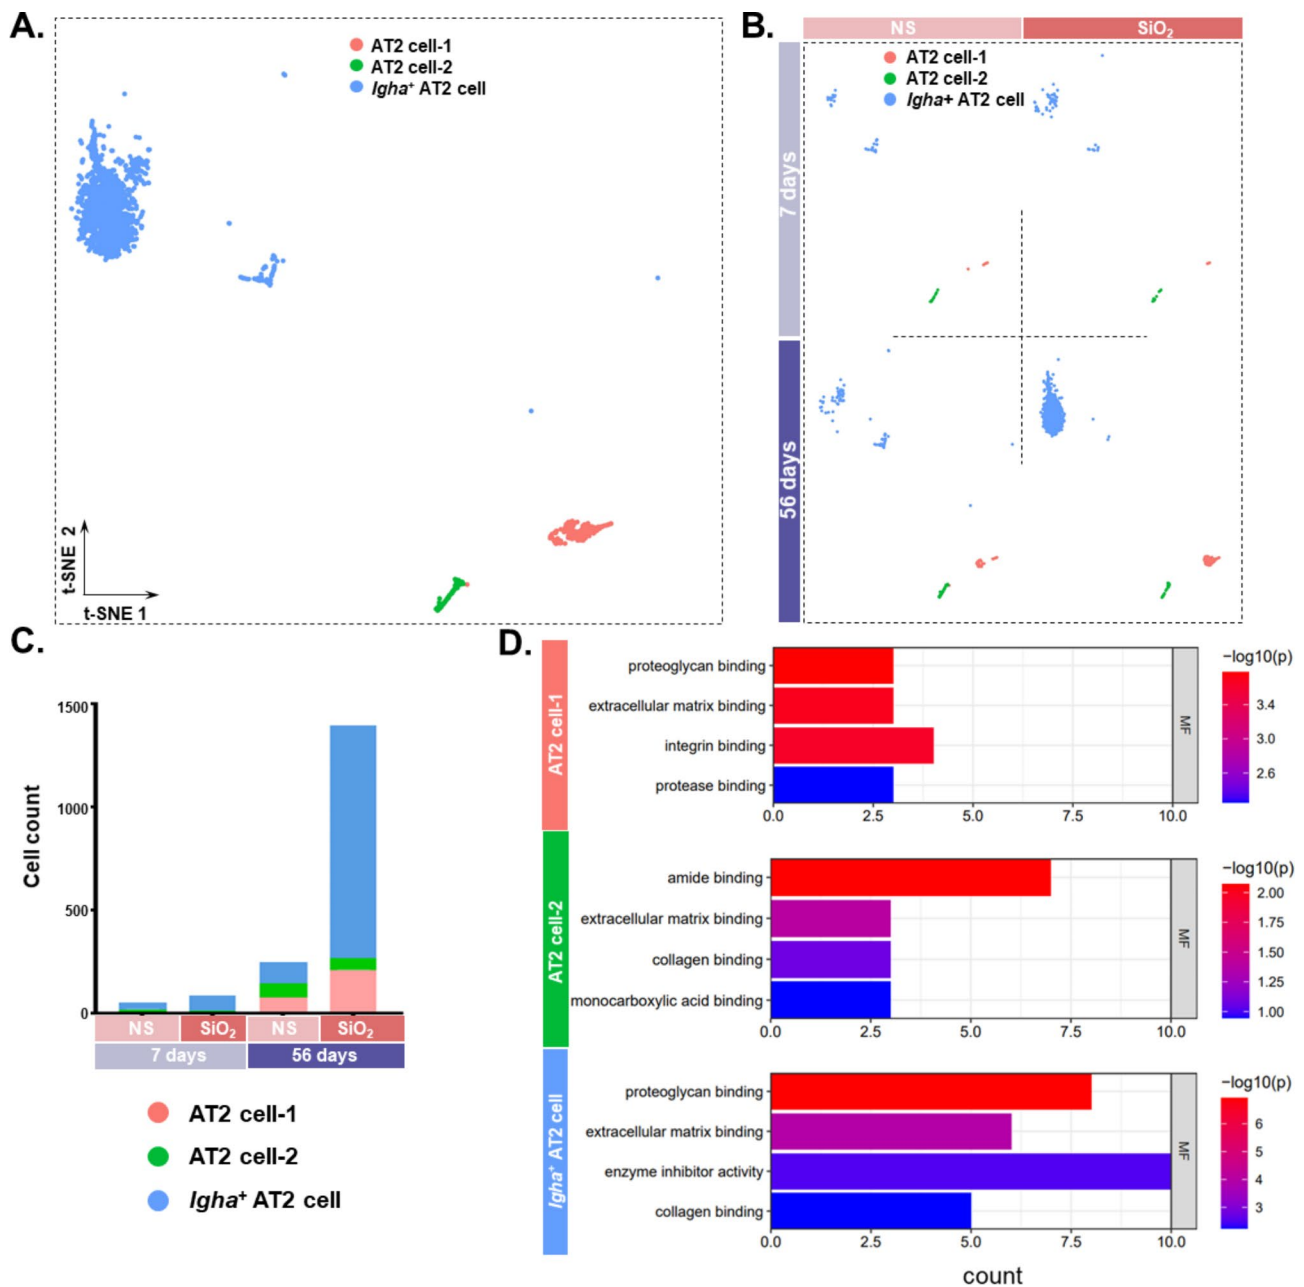 A.
AT2 cell-1
AT2 cell-2
Igha⁺ AT2 cell
t-SNE 2
t-SNE 1
B.
NS
SiO₂
AT2 cell-1
AT2 cell-2
Igha+ AT2 cell
7 days
56 days
C.
Cell count
1500
1000
500
0
NS
SiO₂
NS
SiO₂
7 days
56 days
AT2 cell-1
AT2 cell-2
Igha⁺ AT2 cell
D.
AT2 cell-1
proteoglycan binding
extracellular matrix binding
integrin binding
protease binding
0.0 2.5 5.0 7.5 10.0
MF
−log10(p)
3.4
3.0
2.6
AT2 cell-2
amide binding
extracellular matrix binding
collagen binding
monocarboxylic acid binding
0.0 2.5 5.0 7.5 10.0
MF
−log10(p)
2.00
1.75
1.50
1.25
1.00
Igha⁺ AT2 cell
proteoglycan binding
extracellular matrix binding
enzyme inhibitor activity
collagen binding
0.0 2.5 5.0 7.5 10.0
MF
−log10(p)
6
5
4
3
count